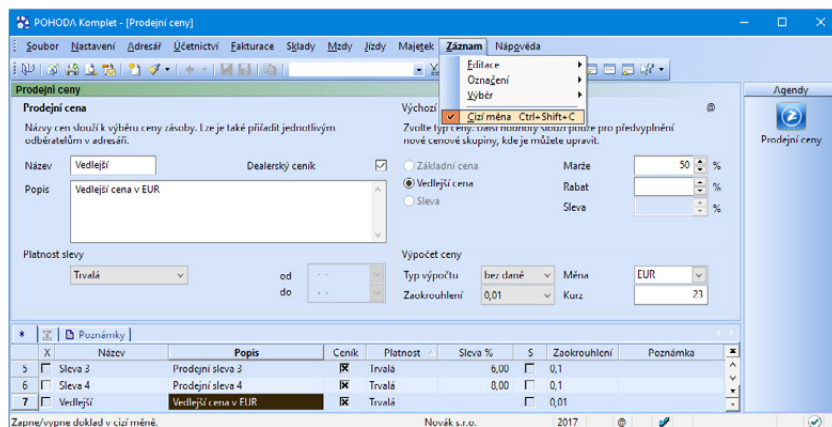 POHODA Komplet - [Prodejní ceny]
Soubor Nastavení Adresář Účetnictví Fakturace Sklady Mzdy Jízdy Majetek Záznam Nápověda
Editace
Označení
Výběr
Cizí měna Ctrl+Shift+C
Prodejní ceny
Agendy
Prodejní ceny
Prodejní cena
Názvy cen slouží k výběru ceny zásoby. Lze je také přiřadit jednotlivým
odběratelům v adresáři.
Název Vedlejší Dealerský ceník
Popis Vedlejší cena v EUR
Platnost slevy
Trvalá od
do
Výchozí @
Zvolte typ ceny. Další hodnoty slouží pouze pro předvyplnění
nové cenové skupiny, kde je můžete upravit.
Základní cena Marže 50 %
Vedlejší cena Rabat %
Sleva Sleva %
Výpočet ceny
Typ výpočtu bez daně Měna EUR
Zaokrouhlení 0,01 Kurz 23
* Poznámky
X Název Popis Ceník Platnost Sleva % S Zaokrouhlení Poznámka
5 Sleva 3 Prodejní sleva 3 Trvalá 6,00 0,1
6 Sleva 4 Prodejní sleva 4 Trvalá 8,00 0,1
7 Vedlejší Vedlejší cena v EUR Trvalá 0,01
Zapne/vypne doklad v cizí měně. Novák s.r.o. 2017 @